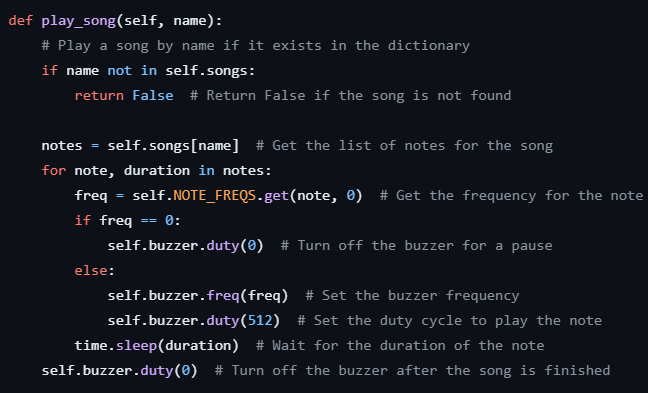 def play_song(self, name):
    # Play a song by name if it exists in the dictionary
    if name not in self.songs:
        return False  # Return False if the song is not found

    notes = self.songs[name]  # Get the list of notes for the song
    for note, duration in notes:
        freq = self.NOTE_FREQS.get(note, 0)  # Get the frequency for the note
        if freq == 0:
            self.buzzer.duty(0)  # Turn off the buzzer for a pause
        else:
            self.buzzer.freq(freq)  # Set the buzzer frequency
            self.buzzer.duty(512)  # Set the duty cycle to play the note
        time.sleep(duration)  # Wait for the duration of the note
    self.buzzer.duty(0)  # Turn off the buzzer after the song is finished